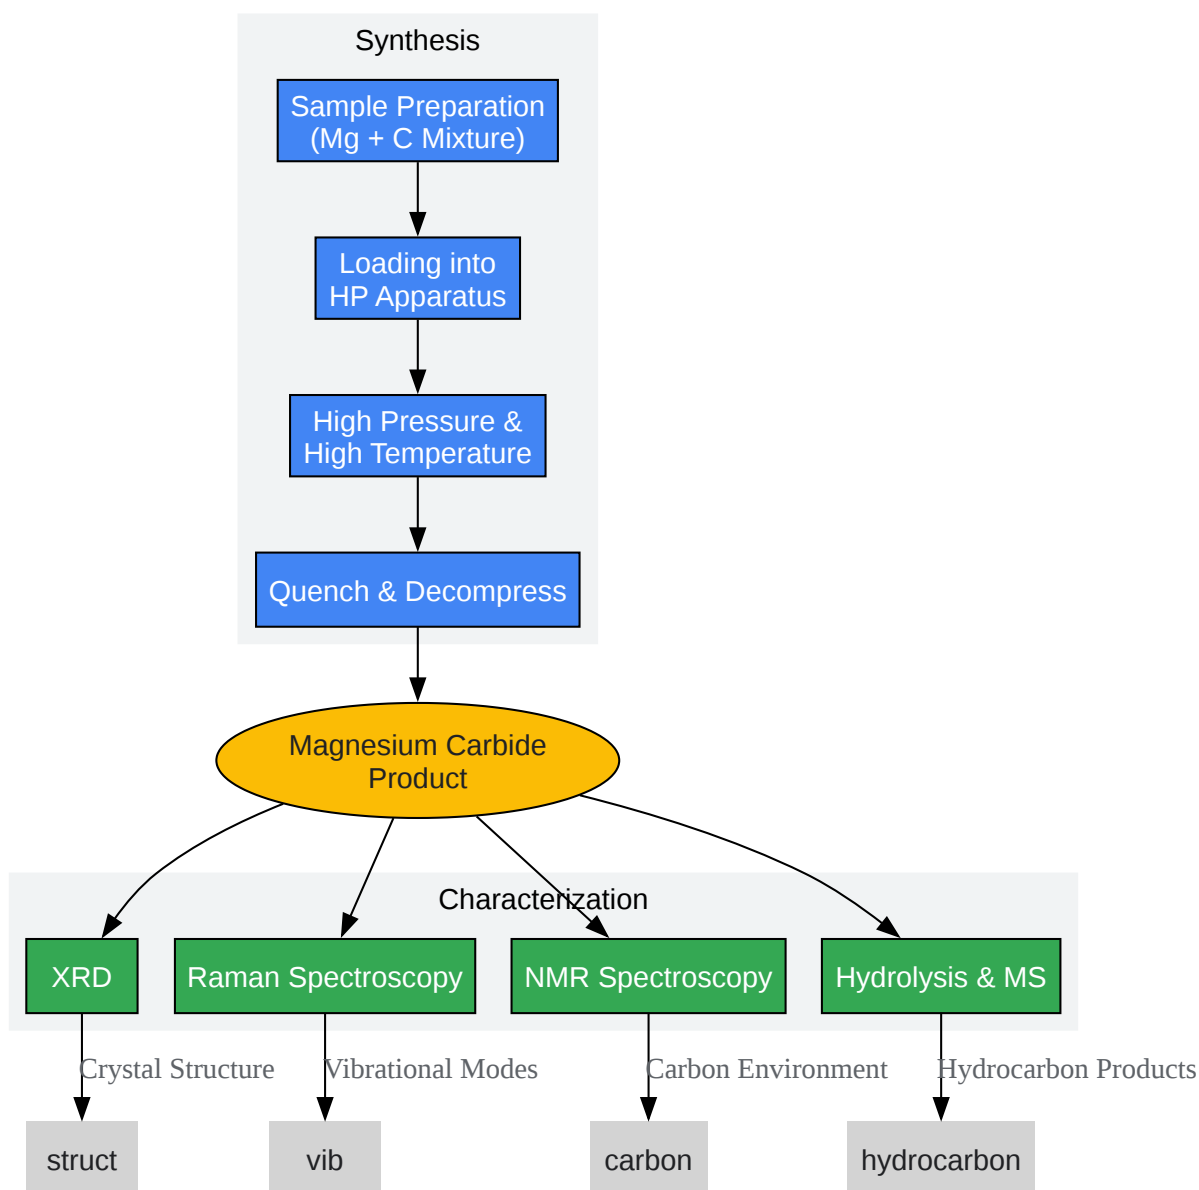 Synthesis
Sample Preparation
(Mg + C Mixture)
Loading into
HP Apparatus
High Pressure &
High Temperature
Quench & Decompress
Magnesium Carbide
Product
Characterization
XRD
Raman Spectroscopy
NMR Spectroscopy
Hydrolysis & MS
Crystal Structure
Vibrational Modes
Carbon Environment
Hydrocarbon Products
struct
vib
carbon
hydrocarbon